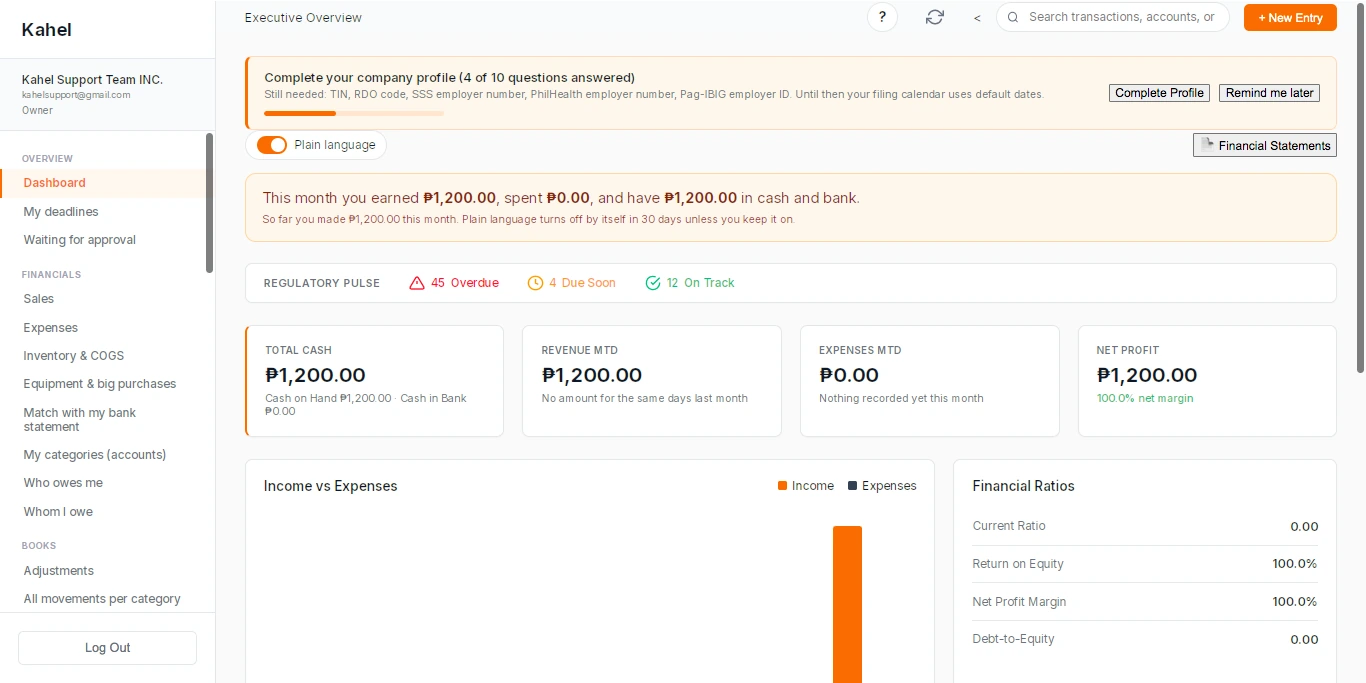 Kahel
Executive Overview
?
<
Search transactions, accounts, or
+ New Entry
Kahel Support Team INC.
kahelsupport@gmail.com
Owner
OVERVIEW
Dashboard
My deadlines
Waiting for approval
FINANCIALS
Sales
Expenses
Inventory & COGS
Equipment & big purchases
Match with my bank
statement
My categories (accounts)
Who owes me
Whom I owe
BOOKS
Adjustments
All movements per category
Log Out
Complete your company profile (4 of 10 questions answered)
Still needed: TIN, RDO code, SSS employer number, PhilHealth employer number, Pag-IBIG employer ID. Until then your filing calendar uses default dates.
Complete Profile
Remind me later
Plain language
Financial Statements
This month you earned ₱1,200.00, spent ₱0.00, and have ₱1,200.00 in cash and bank.
So far you made ₱1,200.00 this month. Plain language turns off by itself in 30 days unless you keep it on.
REGULATORY PULSE
45 Overdue
4 Due Soon
12 On Track
TOTAL CASH
₱1,200.00
Cash on Hand ₱1,200.00 · Cash in Bank
₱0.00
REVENUE MTD
₱1,200.00
No amount for the same days last month
EXPENSES MTD
₱0.00
Nothing recorded yet this month
NET PROFIT
₱1,200.00
100.0% net margin
Income vs Expenses
Income
Expenses
Financial Ratios
Current Ratio 0.00
Return on Equity 100.0%
Net Profit Margin 100.0%
Debt-to-Equity 0.00